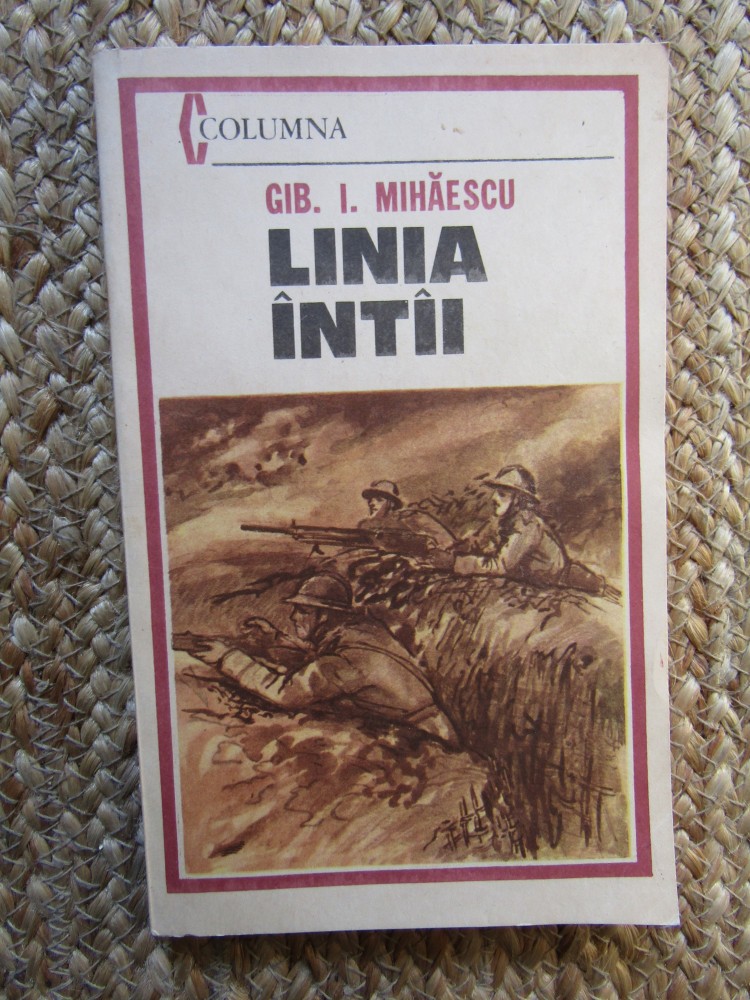 COLUMNA
GIB. I. MIHĂESCU
LINIA
ÎNTÎI